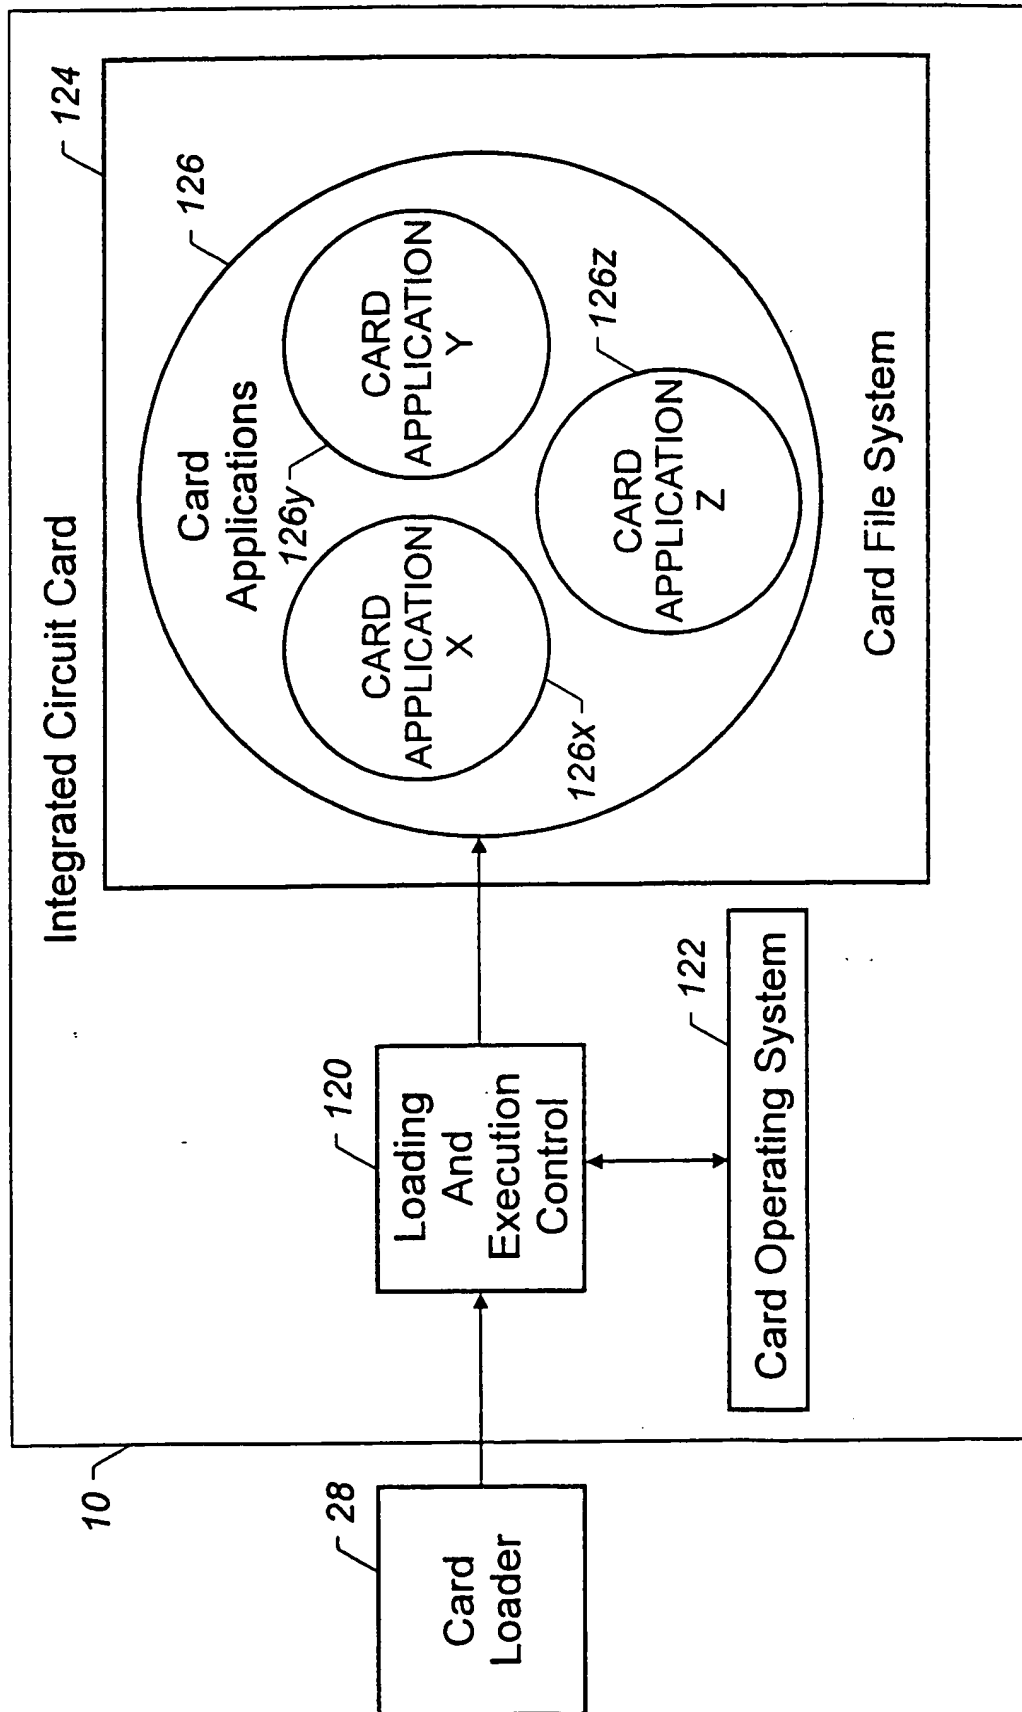 Integrated Circuit Card
10
124
Card
Loader
28
Loading
And
Execution
Control
120
Card Operating System
122
Card
Applications
126
CARD
APPLICATION
X
126x
CARD
APPLICATION
Y
126y
CARD
APPLICATION
Z
126z
Card File System